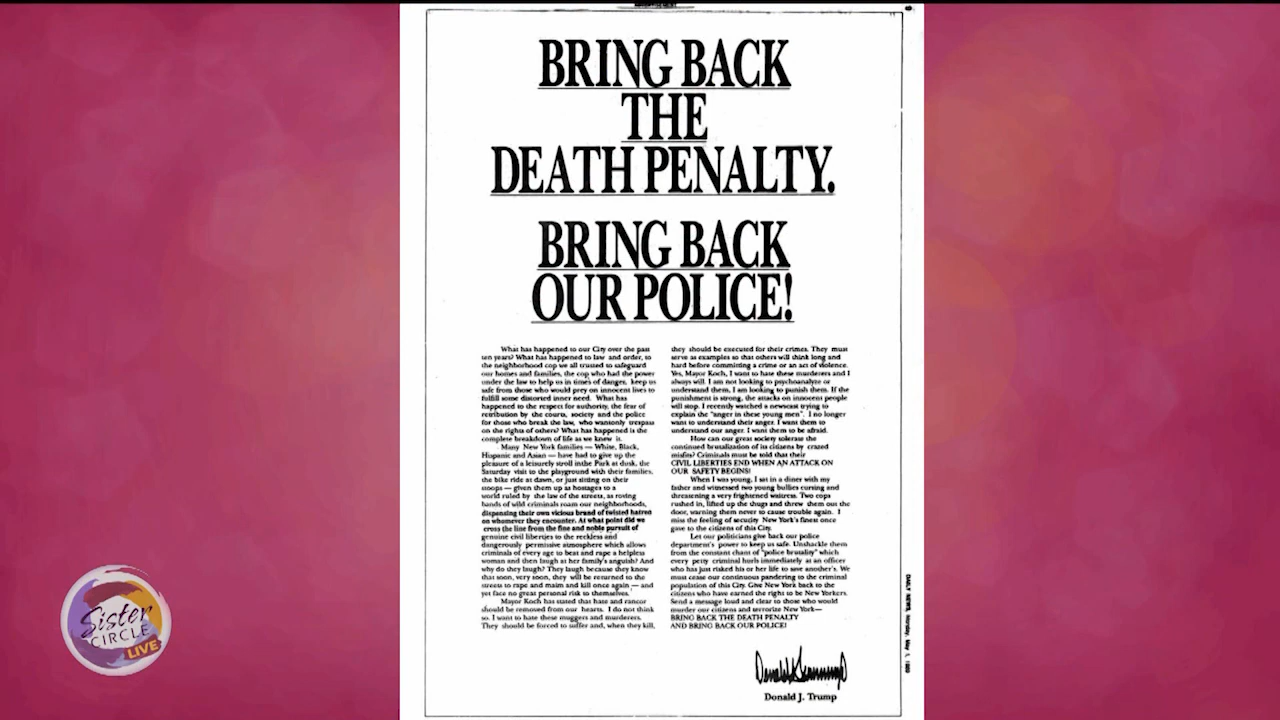 ADVERTISEMENT
BRING BACK
THE
DEATH PENALTY.
BRING BACK
OUR POLICE!
What has happened to our City over the past
ten years? What has happened to law and order, to
the neighborhood cop we all trusted to safeguard
our homes and families, the cop who had the power
under the law to help us in times of danger, keep us
safe from those who would prey on innocent lives to
fulfill some distorted inner need. What has
happened to the respect for authority, the fear of
retribution by the courts, society and the police
for those who break the law, who wantonly trespass
on the rights of others? What has happened is the
complete breakdown of life as we knew it.
Many New York families — White, Black,
Hispanic and Asian — have had to give up the
pleasure of a leisurely stroll in the Park at dusk, the
Saturday visit to the playground with their families,
the bike ride at dawn, or just sitting on their
stoops — given them up as hostages to a
world ruled by the law of the streets, as roving
bands of wild criminals roam our neighborhoods,
dispensing their own vicious brand of twisted hatred
on whomever they encounter. At what point did we
cross the line from the fine and noble pursuit of
genuine civil liberties to the reckless and
dangerously permissive atmosphere which allows
criminals of every age to beat and rape a helpless
woman and then laugh at her family's anguish? And
why do they laugh? They laugh because they know
that soon, very soon, they will be returned to the
streets to rape and maim and kill once again — and
yet face no great personal risk to themselves.
Mayor Koch has stated that hate and rancor
should be removed from our hearts. I do not think
so. I want to hate these muggers and murderers.
They should be forced to suffer and, when they kill,
they should be executed for their crimes. They must
serve as examples so that others will think long and
hard before committing a crime or an act of violence.
Yes, Mayor Koch, I want to hate these murderers and I
always will. I am not looking to psychoanalyze or
understand them, I am looking to punish them. If the
punishment is strong, the attacks on innocent people
will stop. I recently watched a newscast trying to
explain the "anger in these young men". I no longer
want to understand their anger. I want them to
understand our anger. I want them to be afraid.
How can our great society tolerate the
continued brutalization of its citizens by crazed
misfits? Criminals must be told that their
CIVIL LIBERTIES END WHEN AN ATTACK ON
OUR SAFETY BEGINS!
When I was young, I sat in a diner with my
father and witnessed two young bullies cursing and
threatening a very frightened waitress. Two cops
rushed in, lifted up the thugs and threw them out the
door, warning them never to cause trouble again. I
miss the feeling of security New York's finest once
gave to the citizens of this City.
Let our politicians give back our police
department's power to keep us safe. Unshackle them
from the constant chant of "police brutality" which
every petty criminal hurls immediately at an officer
who has just risked his or her life to save another's. We
must cease our continuous pandering to the criminal
population of this City. Give New York back to the
citizens who have earned the right to be New Yorkers.
Send a message loud and clear to those who would
murder our citizens and terrorize New York—
BRING BACK THE DEATH PENALTY
AND BRING BACK OUR POLICE!
Donald J. Trump
Donald J. Trump
DAILY NEWS, Monday, May 1, 1989
Sister
CIRCLE
LIVE